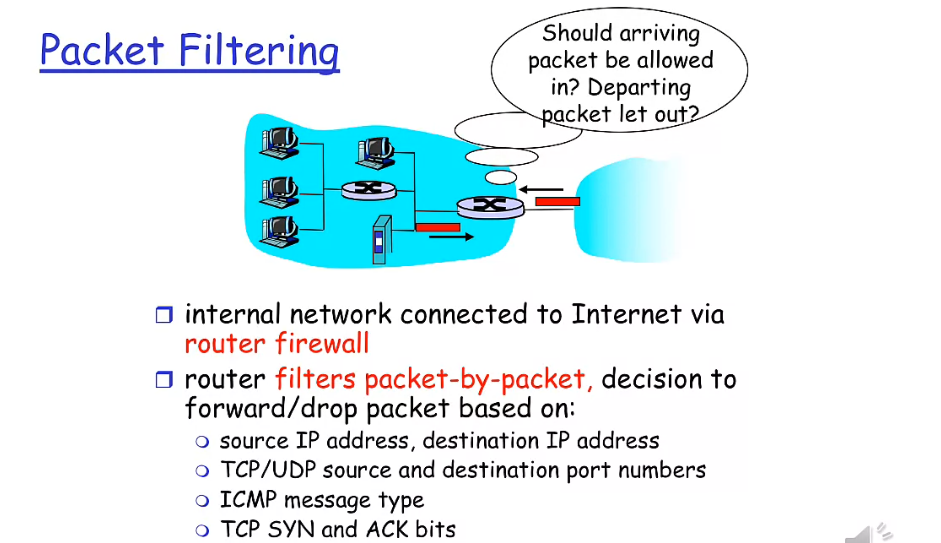 Packet Filtering
Should arriving
packet be allowed
in? Departing
packet let out?
internal network connected to Internet via
router firewall
router filters packet-by-packet, decision to
forward/drop packet based on:
source IP address, destination IP address
TCP/UDP source and destination port numbers
ICMP message type
TCP SYN and ACK bits